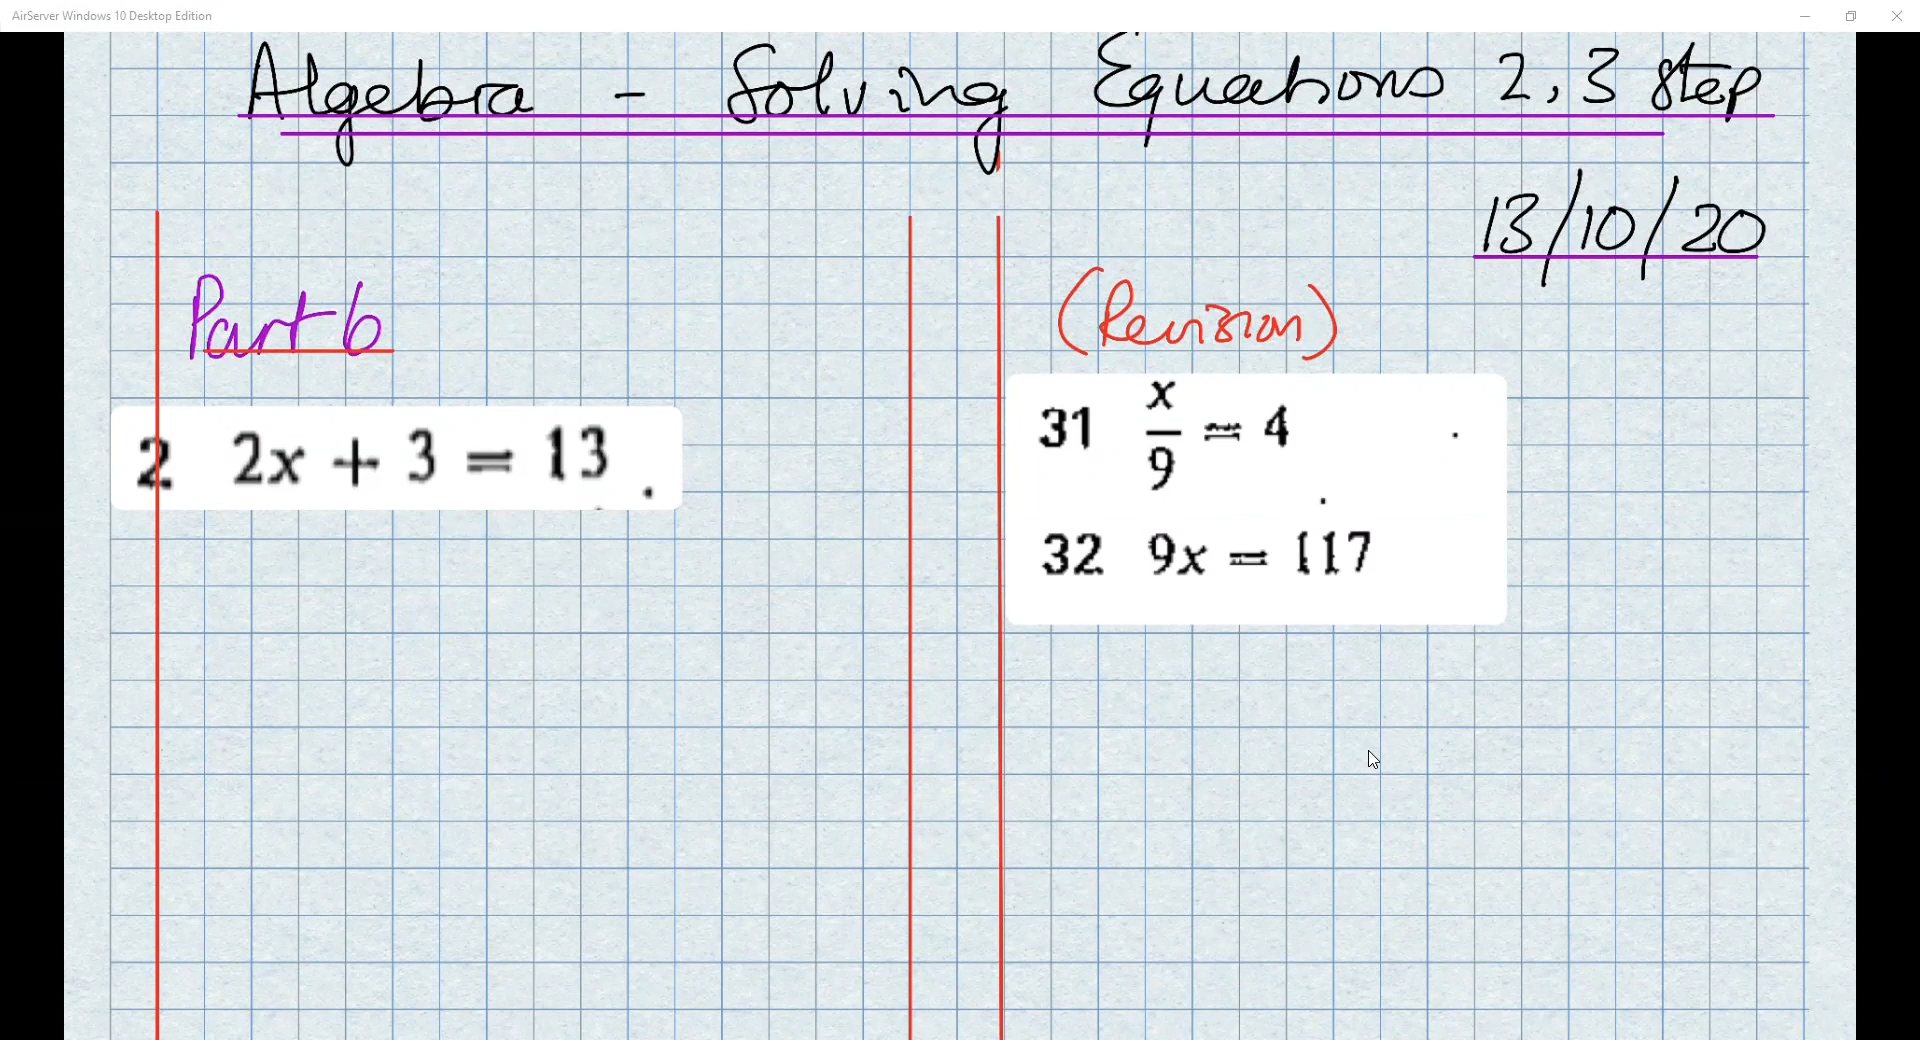 AirServer Windows 10 Desktop Edition
Algebra - Solving Equations 2, 3 step
13/10/20
Part 6
2 2x + 3 = 13 .
(Revision)
31 x/9 = 4
32 9x = 117